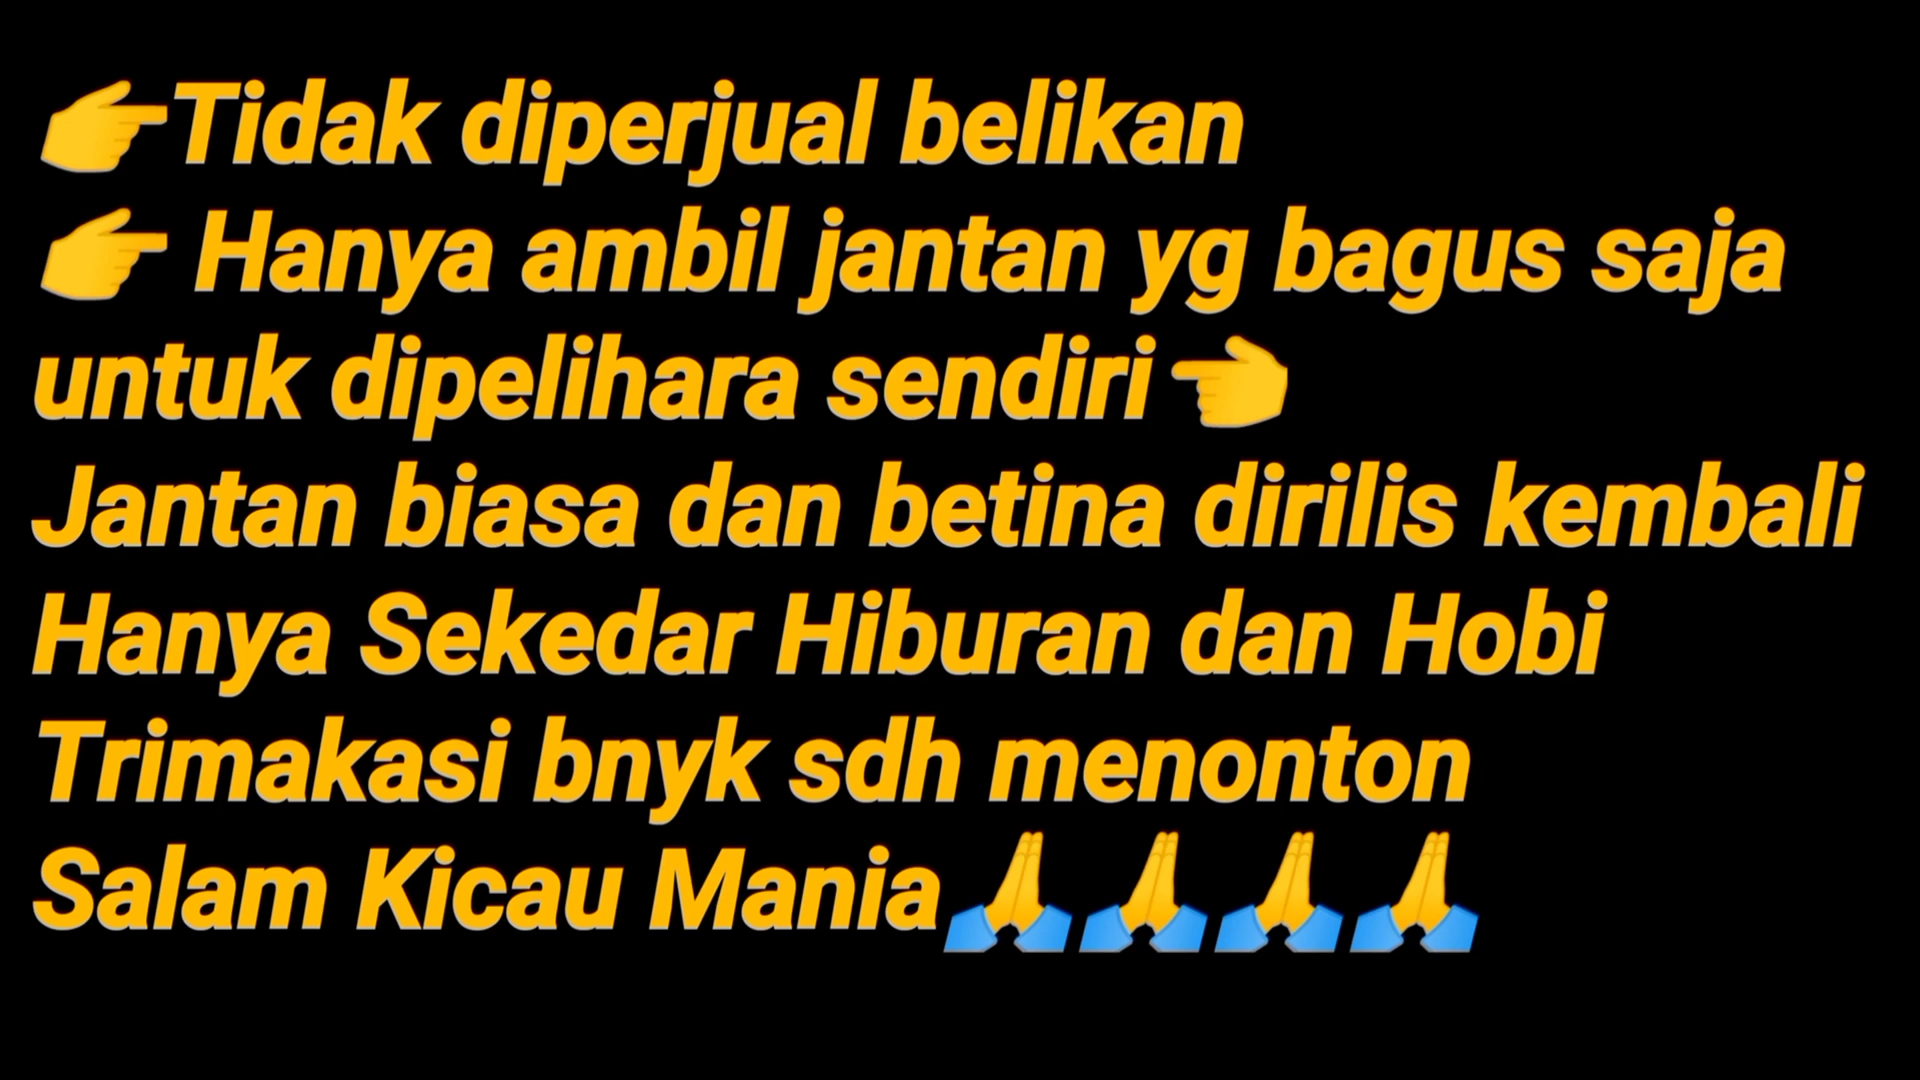 👉Tidak diperjual belikan
👉 Hanya ambil jantan yg bagus saja
untuk dipelihara sendiri👈
Jantan biasa dan betina dirilis kembali
Hanya Sekedar Hiburan dan Hobi
Trimakasi bnyk sdh menonton
Salam Kicau Mania🙏🙏🙏🙏